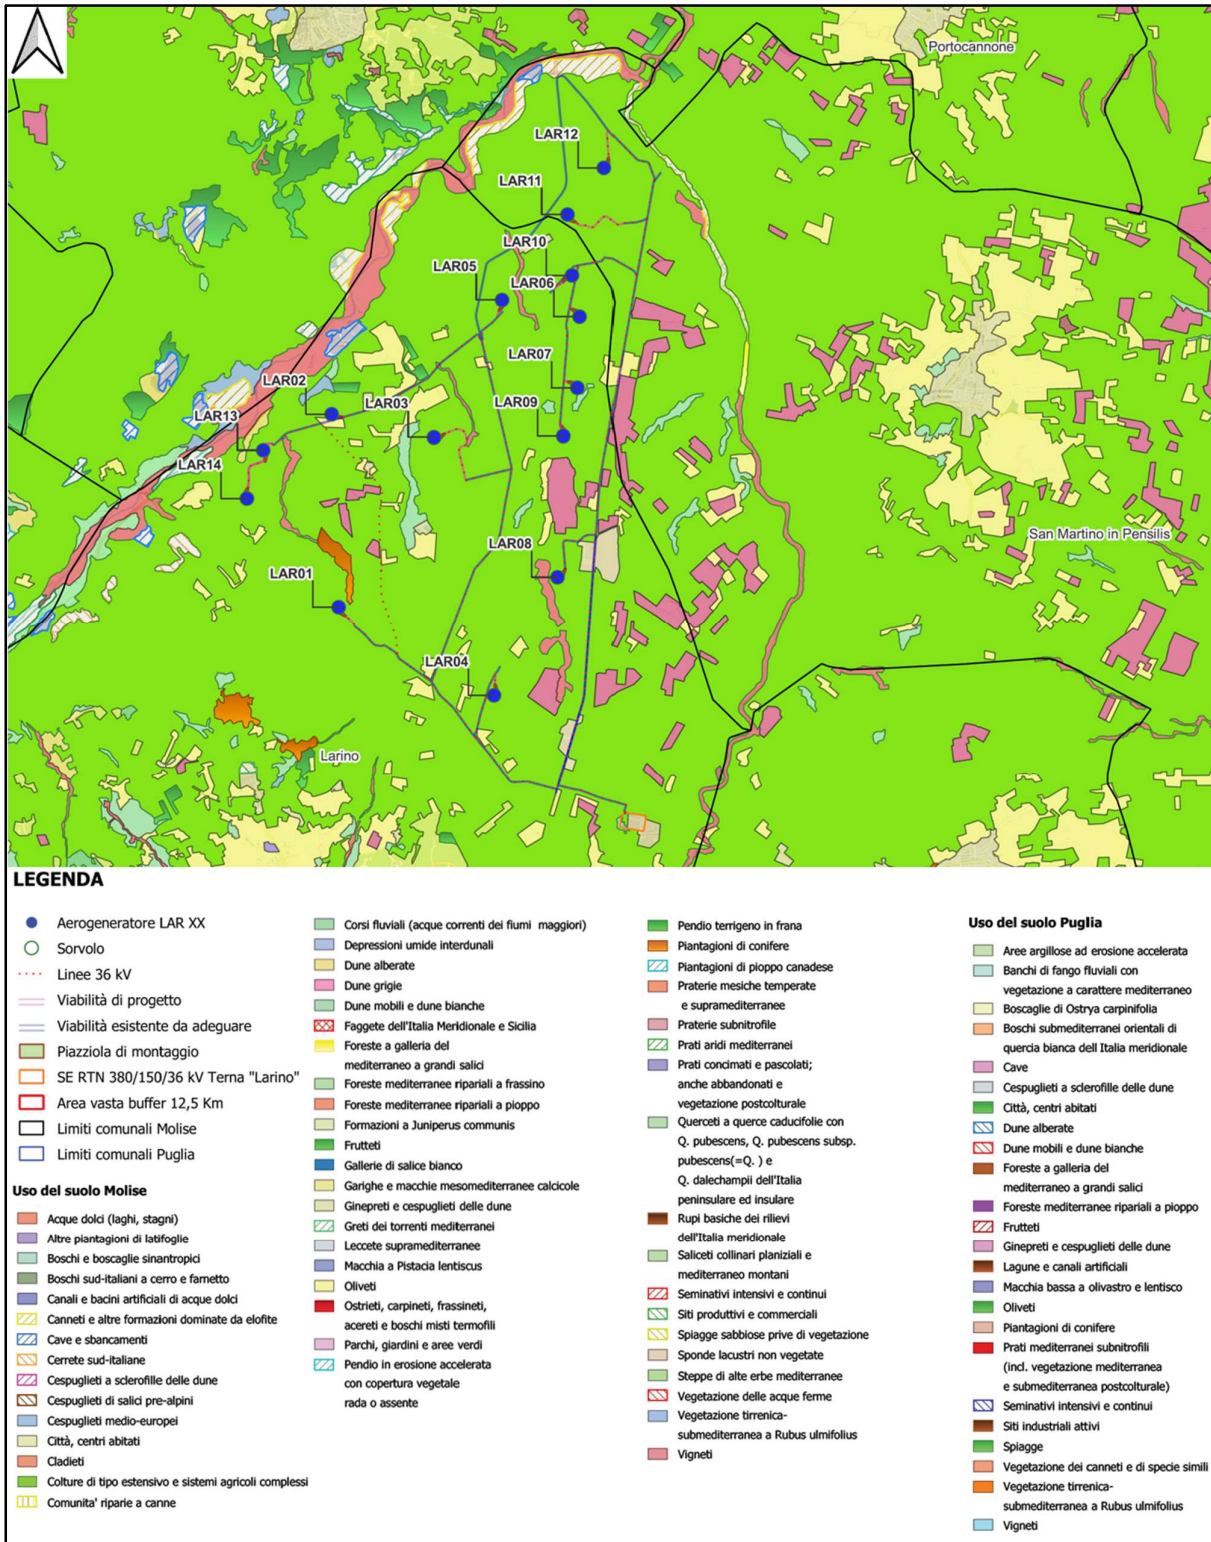 Portocannone
LAR12
LAR11
LAR10
LAR05
LAR06
LAR07
LAR02
LAR03
LAR09
LAR13
LAR14
San Martino in Pensilis
LAR08
LAR01
LAR04
Larino
LEGENDA
Aerogeneratore LAR XX
Sorvolo
Linee 36 kV
Viabilità di progetto
Viabilità esistente da adeguare
Piazziola di montaggio
SE RTN 380/150/36 kV Terna "Larino"
Area vasta buffer 12,5 Km
Limiti comunali Molise
Limiti comunali Puglia
Uso del suolo Molise
Acque dolci (laghi, stagni)
Altre piantagioni di latifoglie
Boschi e boscaglie sinantropici
Boschi sud-italiani a cerro e farnetto
Canali e bacini artificiali di acque dolci
Canneti e altre formazioni dominate da elofite
Cave e sbancamenti
Cerrete sud-italiane
Cespuglieti a sclerofille delle dune
Cespuglieti di salici pre-alpini
Cespuglieti medio-europei
Città, centri abitati
Cladieti
Colture di tipo estensivo e sistemi agricoli complessi
Comunita' riparie a canne
Corsi fluviali (acque correnti dei fiumi maggiori)
Depressioni umide interdunali
Dune alberate
Dune grigie
Dune mobili e dune bianche
Faggete dell'Italia Meridionale e Sicilia
Foreste a galleria del
mediterraneo a grandi salici
Foreste mediterranee ripariali a frassino
Foreste mediterranee ripariali a pioppo
Formazioni a Juniperus communis
Frutteti
Gallerie di salice bianco
Garighe e macchie mesomediterranee calcicole
Ginepreti e cespuglieti delle dune
Greti dei torrenti mediterranei
Leccete supramediterranee
Macchia a Pistacia lentiscus
Oliveti
Ostrieti, carpineti, frassineti,
acereti e boschi misti termofili
Parchi, giardini e aree verdi
Pendio in erosione accelerata
con copertura vegetale
rada o assente
Pendio terrigeno in frana
Piantagioni di conifere
Piantagioni di pioppo canadese
Praterie mesiche temperate
e supramediterranee
Praterie subnitrofile
Prati aridi mediterranei
Prati concimati e pascolati;
anche abbandonati e
vegetazione postcolturale
Querceti a querce caducifolie con
Q. pubescens, Q. pubescens subsp.
pubescens(=Q. ) e
Q. dalechampii dell'Italia
peninsulare ed insulare
Rupi basiche dei rilievi
dell'Italia meridionale
Saliceti collinari planiziali e
mediterraneo montani
Seminativi intensivi e continui
Siti produttivi e commerciali
Spiagge sabbiose prive di vegetazione
Sponde lacustri non vegetate
Steppe di alte erbe mediterranee
Vegetazione delle acque ferme
Vegetazione tirrenica-
submediterranea a Rubus ulmifolius
Vigneti
Uso del suolo Puglia
Aree argillose ad erosione accelerata
Banchi di fango fluviali con
vegetazione a carattere mediterraneo
Boscaglie di Ostrya carpinifolia
Boschi submediterranei orientali di
quercia bianca dell Italia meridionale
Cave
Cespuglieti a sclerofille delle dune
Città, centri abitati
Dune alberate
Dune mobili e dune bianche
Foreste a galleria del
mediterraneo a grandi salici
Foreste mediterranee ripariali a pioppo
Frutteti
Ginepreti e cespuglieti delle dune
Lagune e canali artificiali
Macchia bassa a olivastro e lentisco
Oliveti
Piantagioni di conifere
Prati mediterranei subnitrofili
(incl. vegetazione mediterranea
e submediterranea postcolturale)
Seminativi intensivi e continui
Siti industriali attivi
Spiagge
Vegetazione dei canneti e di specie simili
Vegetazione tirrenica-
submediterranea a Rubus ulmifolius
Vigneti